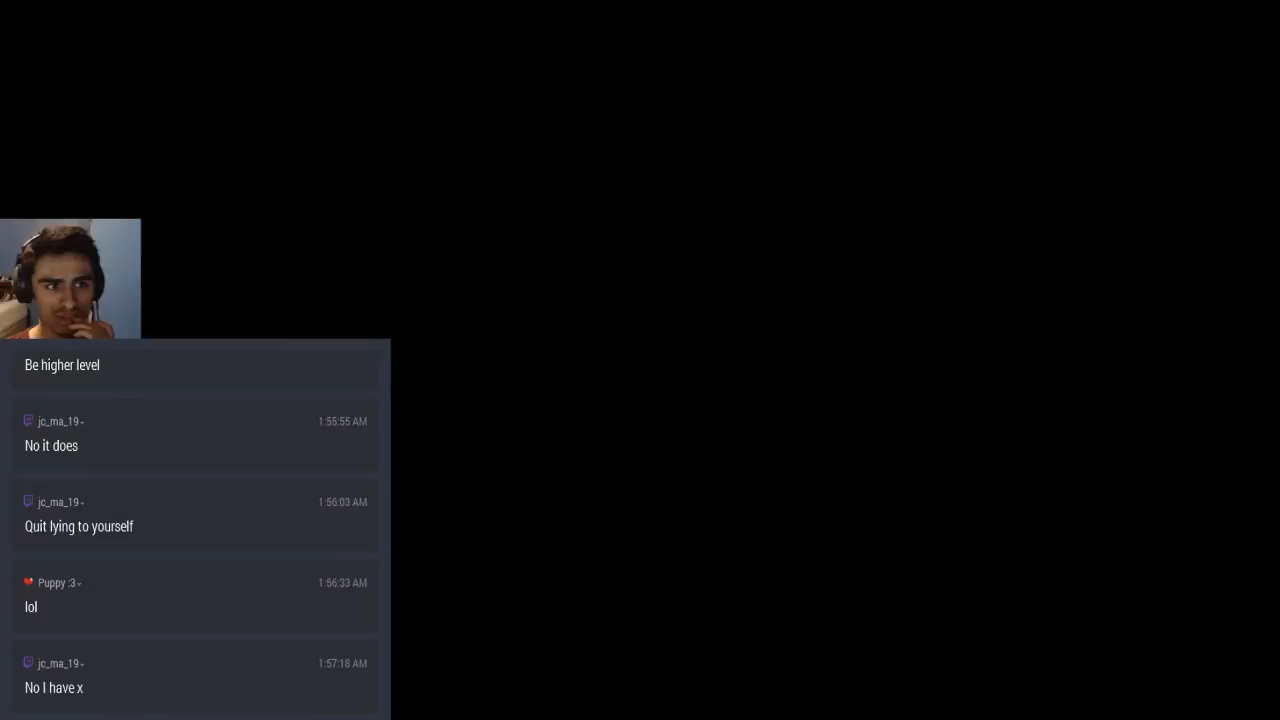 Be higher level
jc_ma_19
1:55:55 AM
No it does
jc_ma_19
1:56:03 AM
Quit lying to yourself
Puppy :3
1:56:33 AM
lol
jc_ma_19
1:57:18 AM
No I have x